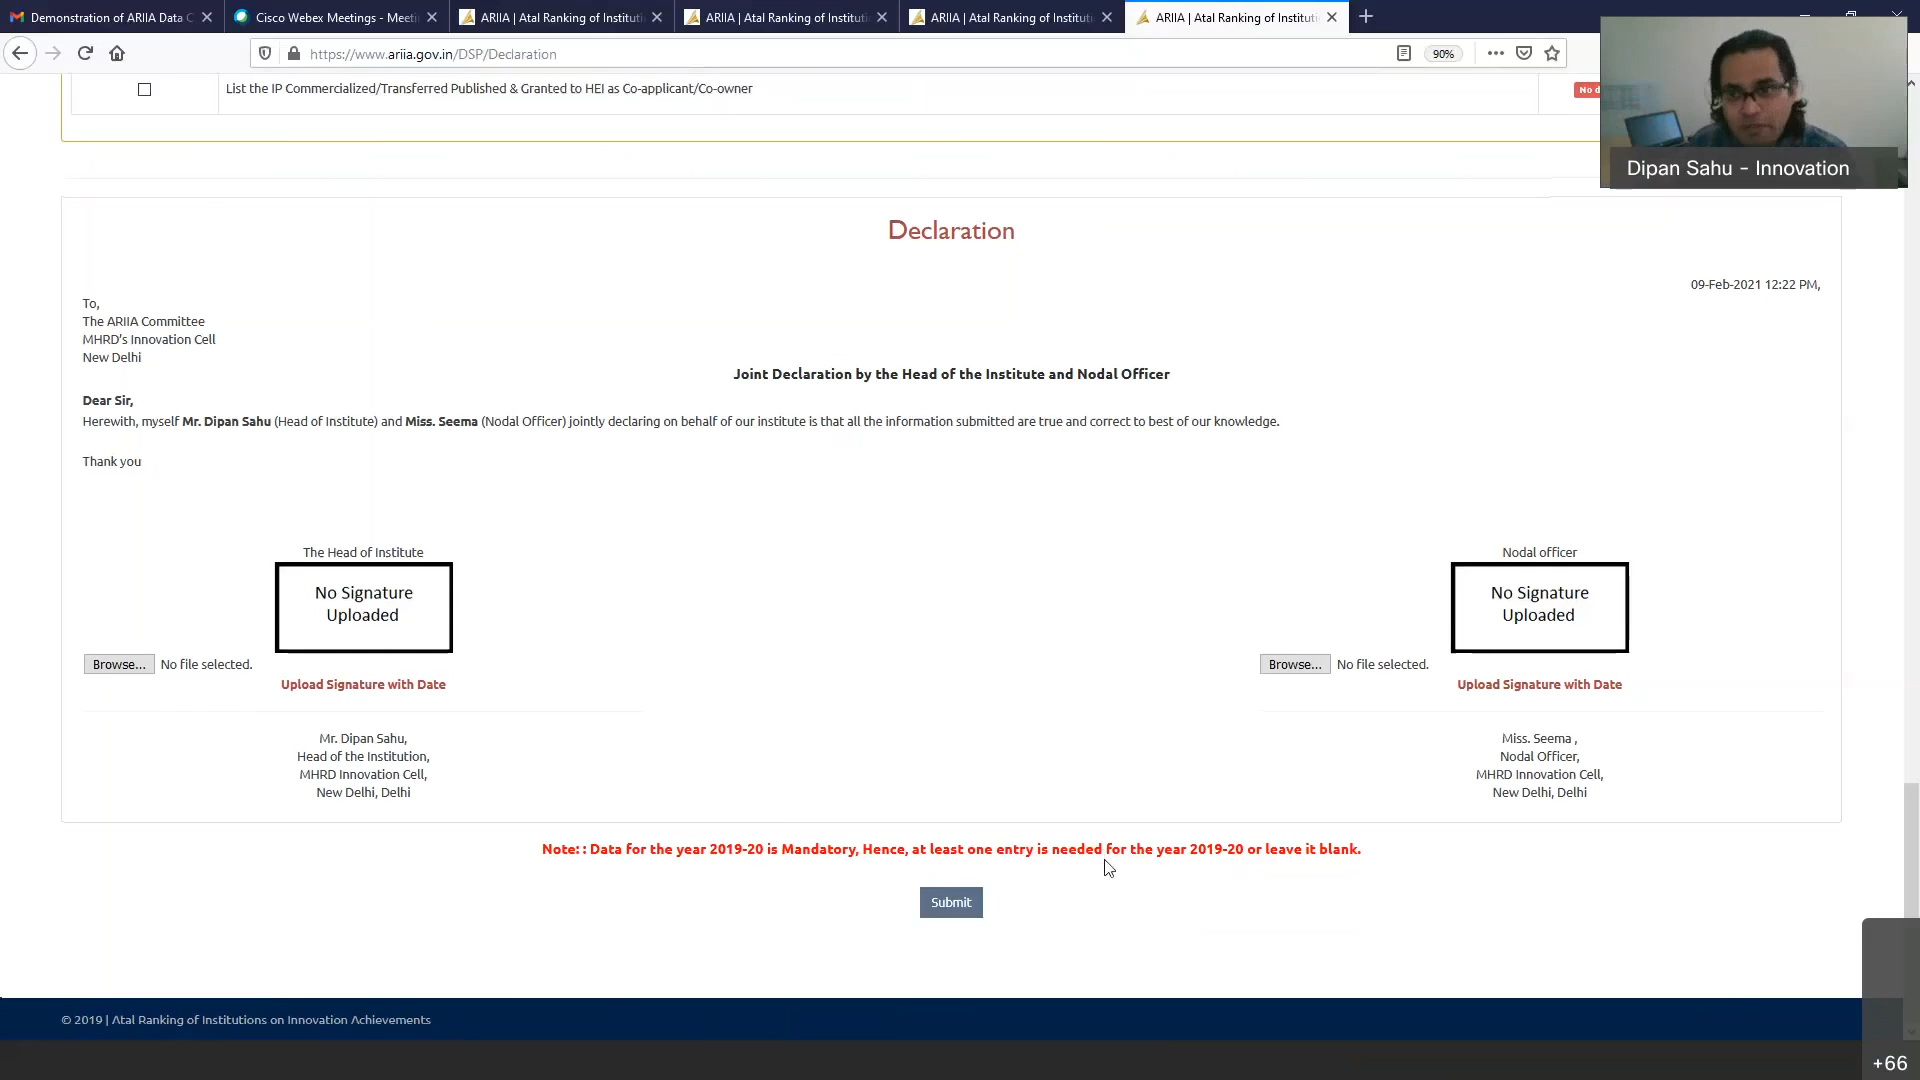 Demonstration of ARIIA Data C
Cisco Webex Meetings - Meeti
ARIIA | Atal Ranking of Instituti
ARIIA | Atal Ranking of Instituti
ARIIA | Atal Ranking of Instituti
ARIIA | Atal Ranking of Instituti
https://www.ariia.gov.in/DSP/Declaration
90%
List the IP Commercialized/Transferred Published & Granted to HEI as Co-applicant/Co-owner
No d
Dipan Sahu - Innovation
Declaration
09-Feb-2021 12:22 PM,
To,
The ARIIA Committee
MHRD's Innovation Cell
New Delhi
Joint Declaration by the Head of the Institute and Nodal Officer
Dear Sir,
Herewith, myself Mr. Dipan Sahu (Head of Institute) and Miss. Seema (Nodal Officer) jointly declaring on behalf of our institute is that all the information submitted are true and correct to best of our knowledge.
Thank you
The Head of Institute
No Signature
Uploaded
Browse... No file selected.
Upload Signature with Date
Mr. Dipan Sahu,
Head of the Institution,
MHRD Innovation Cell,
New Delhi, Delhi
Nodal officer
No Signature
Uploaded
Browse... No file selected.
Upload Signature with Date
Miss. Seema ,
Nodal Officer,
MHRD Innovation Cell,
New Delhi, Delhi
Note: : Data for the year 2019-20 is Mandatory, Hence, at least one entry is needed for the year 2019-20 or leave it blank.
Submit
© 2019 | Atal Ranking of Institutions on Innovation Achievements
+66